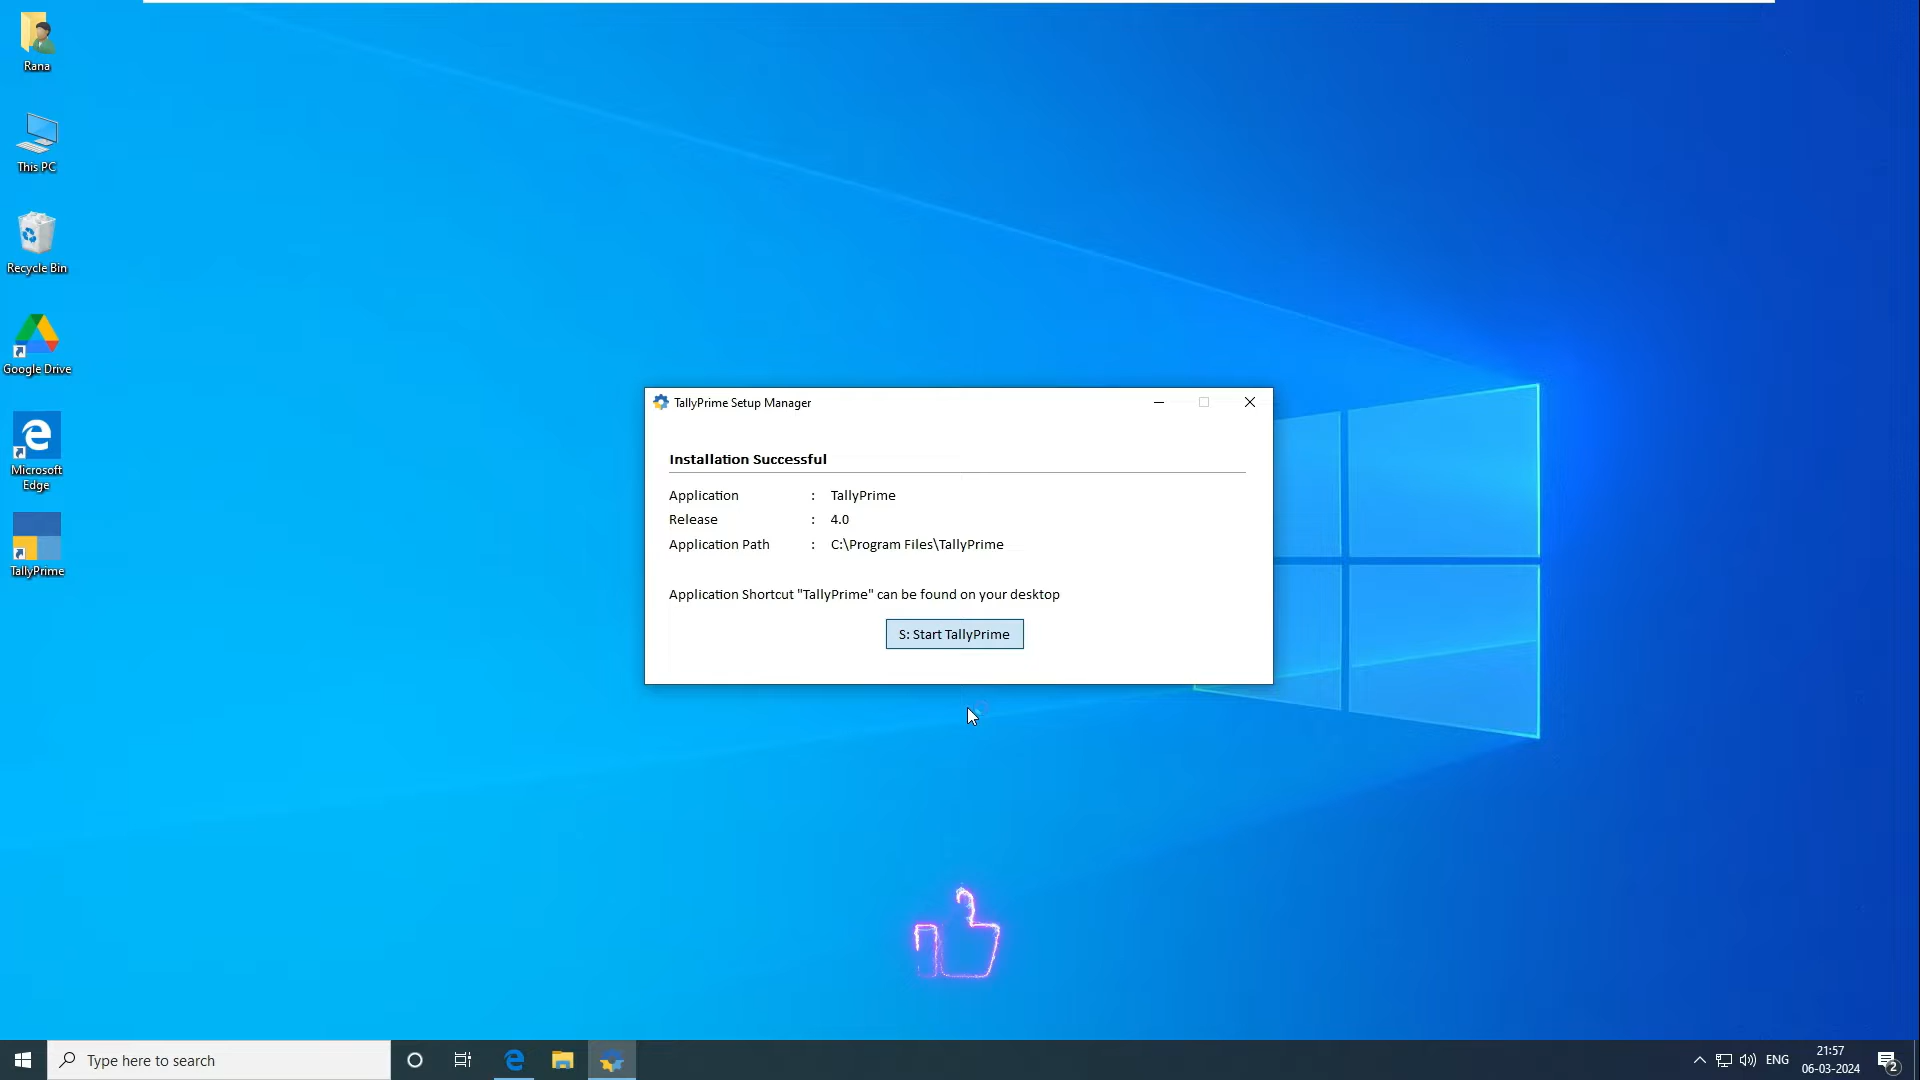 Rana
This PC
Recycle Bin
Google Drive
Microsoft
Edge
TallyPrime
TallyPrime Setup Manager
Installation Successful
Application : TallyPrime
Release : 4.0
Application Path : C:\Program Files\TallyPrime
Application Shortcut "TallyPrime" can be found on your desktop
S: Start TallyPrime
Type here to search
ENG
21:57
06-03-2024
2